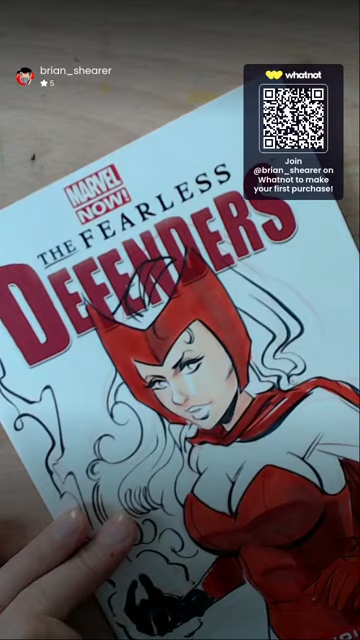 brian_shearer
5
whatnot
Join
@brian_shearer on
Whatnot to make
your first purchase!
MARVEL
NOW!
THE FEARLESS
DEFENDERS